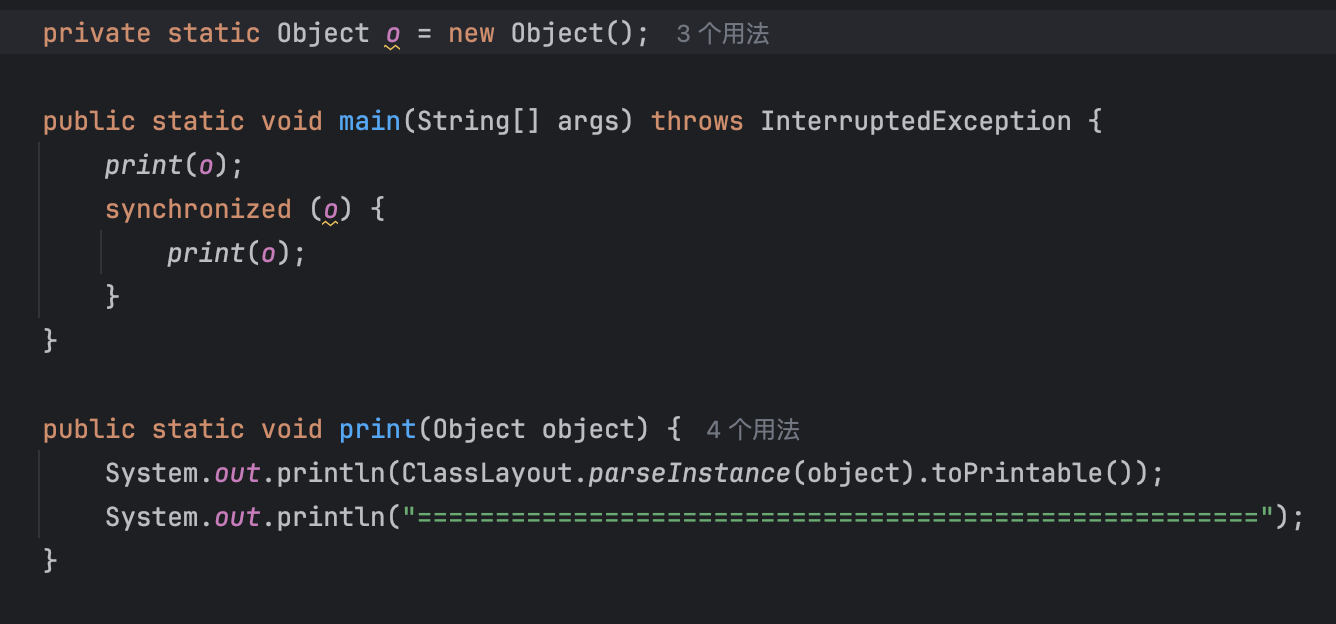 private static Object o = new Object();  3 个用法
public static void main(String[] args) throws InterruptedException {
print(o);
synchronized (o) {
print(o);
}
}
public static void print(Object object) {  4 个用法
System.out.println(ClassLayout.parseInstance(object).toPrintable());
System.out.println("======================================================");
}